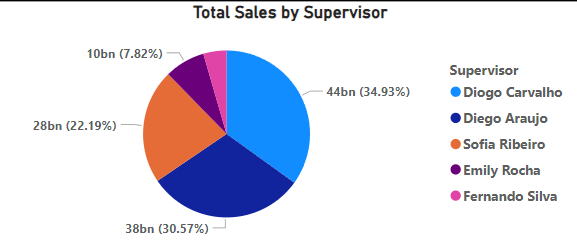 Total Sales by Supervisor
10bn (7.82%)
44bn (34.93%)
28bn (22.19%)
38bn (30.57%)
Supervisor
Diogo Carvalho
Diego Araujo
Sofia Ribeiro
Emily Rocha
Fernando Silva